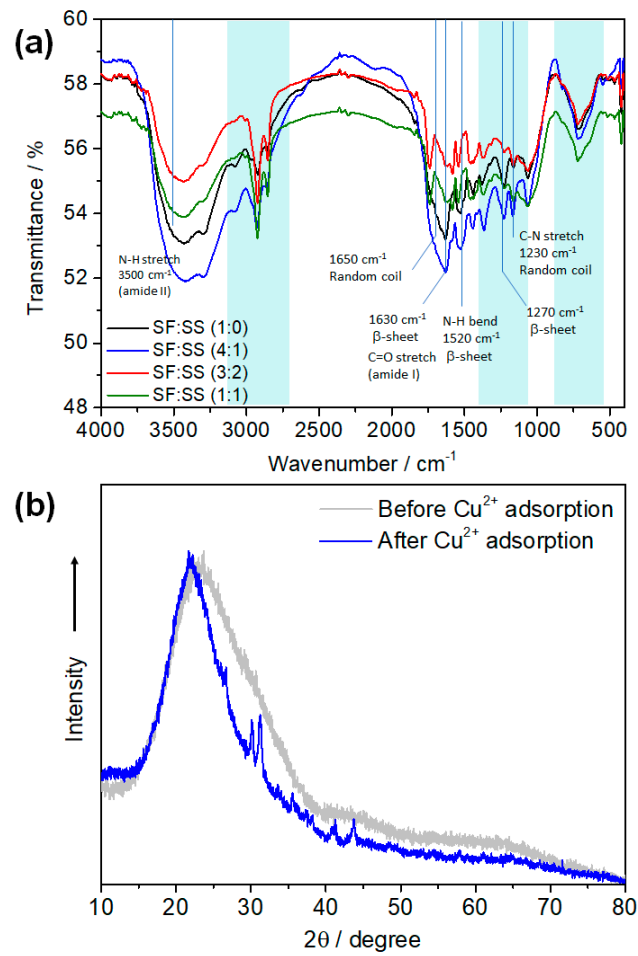 (a)
60
58
56
54
52
50
48
Transmittance / %
N-H stretch
3500 cm⁻¹
(amide II)
1650 cm⁻¹
Random coil
C-N stretch
1230 cm⁻¹
Random coil
1630 cm⁻¹
β-sheet
C=O stretch
(amide I)
N-H bend
1520 cm⁻¹
β-sheet
1270 cm⁻¹
β-sheet
SF:SS (1:0)
SF:SS (4:1)
SF:SS (3:2)
SF:SS (1:1)
4000 3500 3000 2500 2000 1500 1000 500
Wavenumber / cm⁻¹
(b)
Before Cu²⁺ adsorption
After Cu²⁺ adsorption
Intensity
10 20 30 40 50 60 70 80
2θ / degree